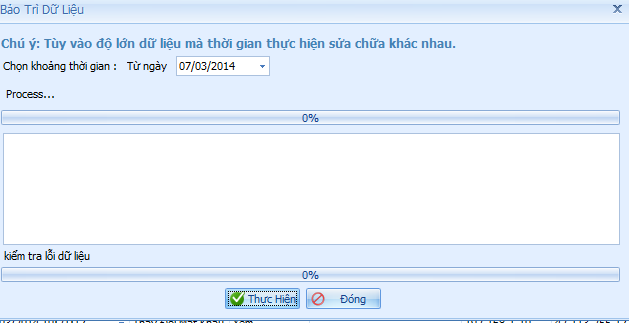 Bảo Trì Dữ Liệu
Chú ý: Tùy vào độ lớn dữ liệu mà thời gian thực hiện sửa chữa khác nhau.
Chọn khoảng thời gian : Từ ngày 07/03/2014
Process...
0%
kiểm tra lỗi dữ liệu
0%
Thực Hiện Đóng